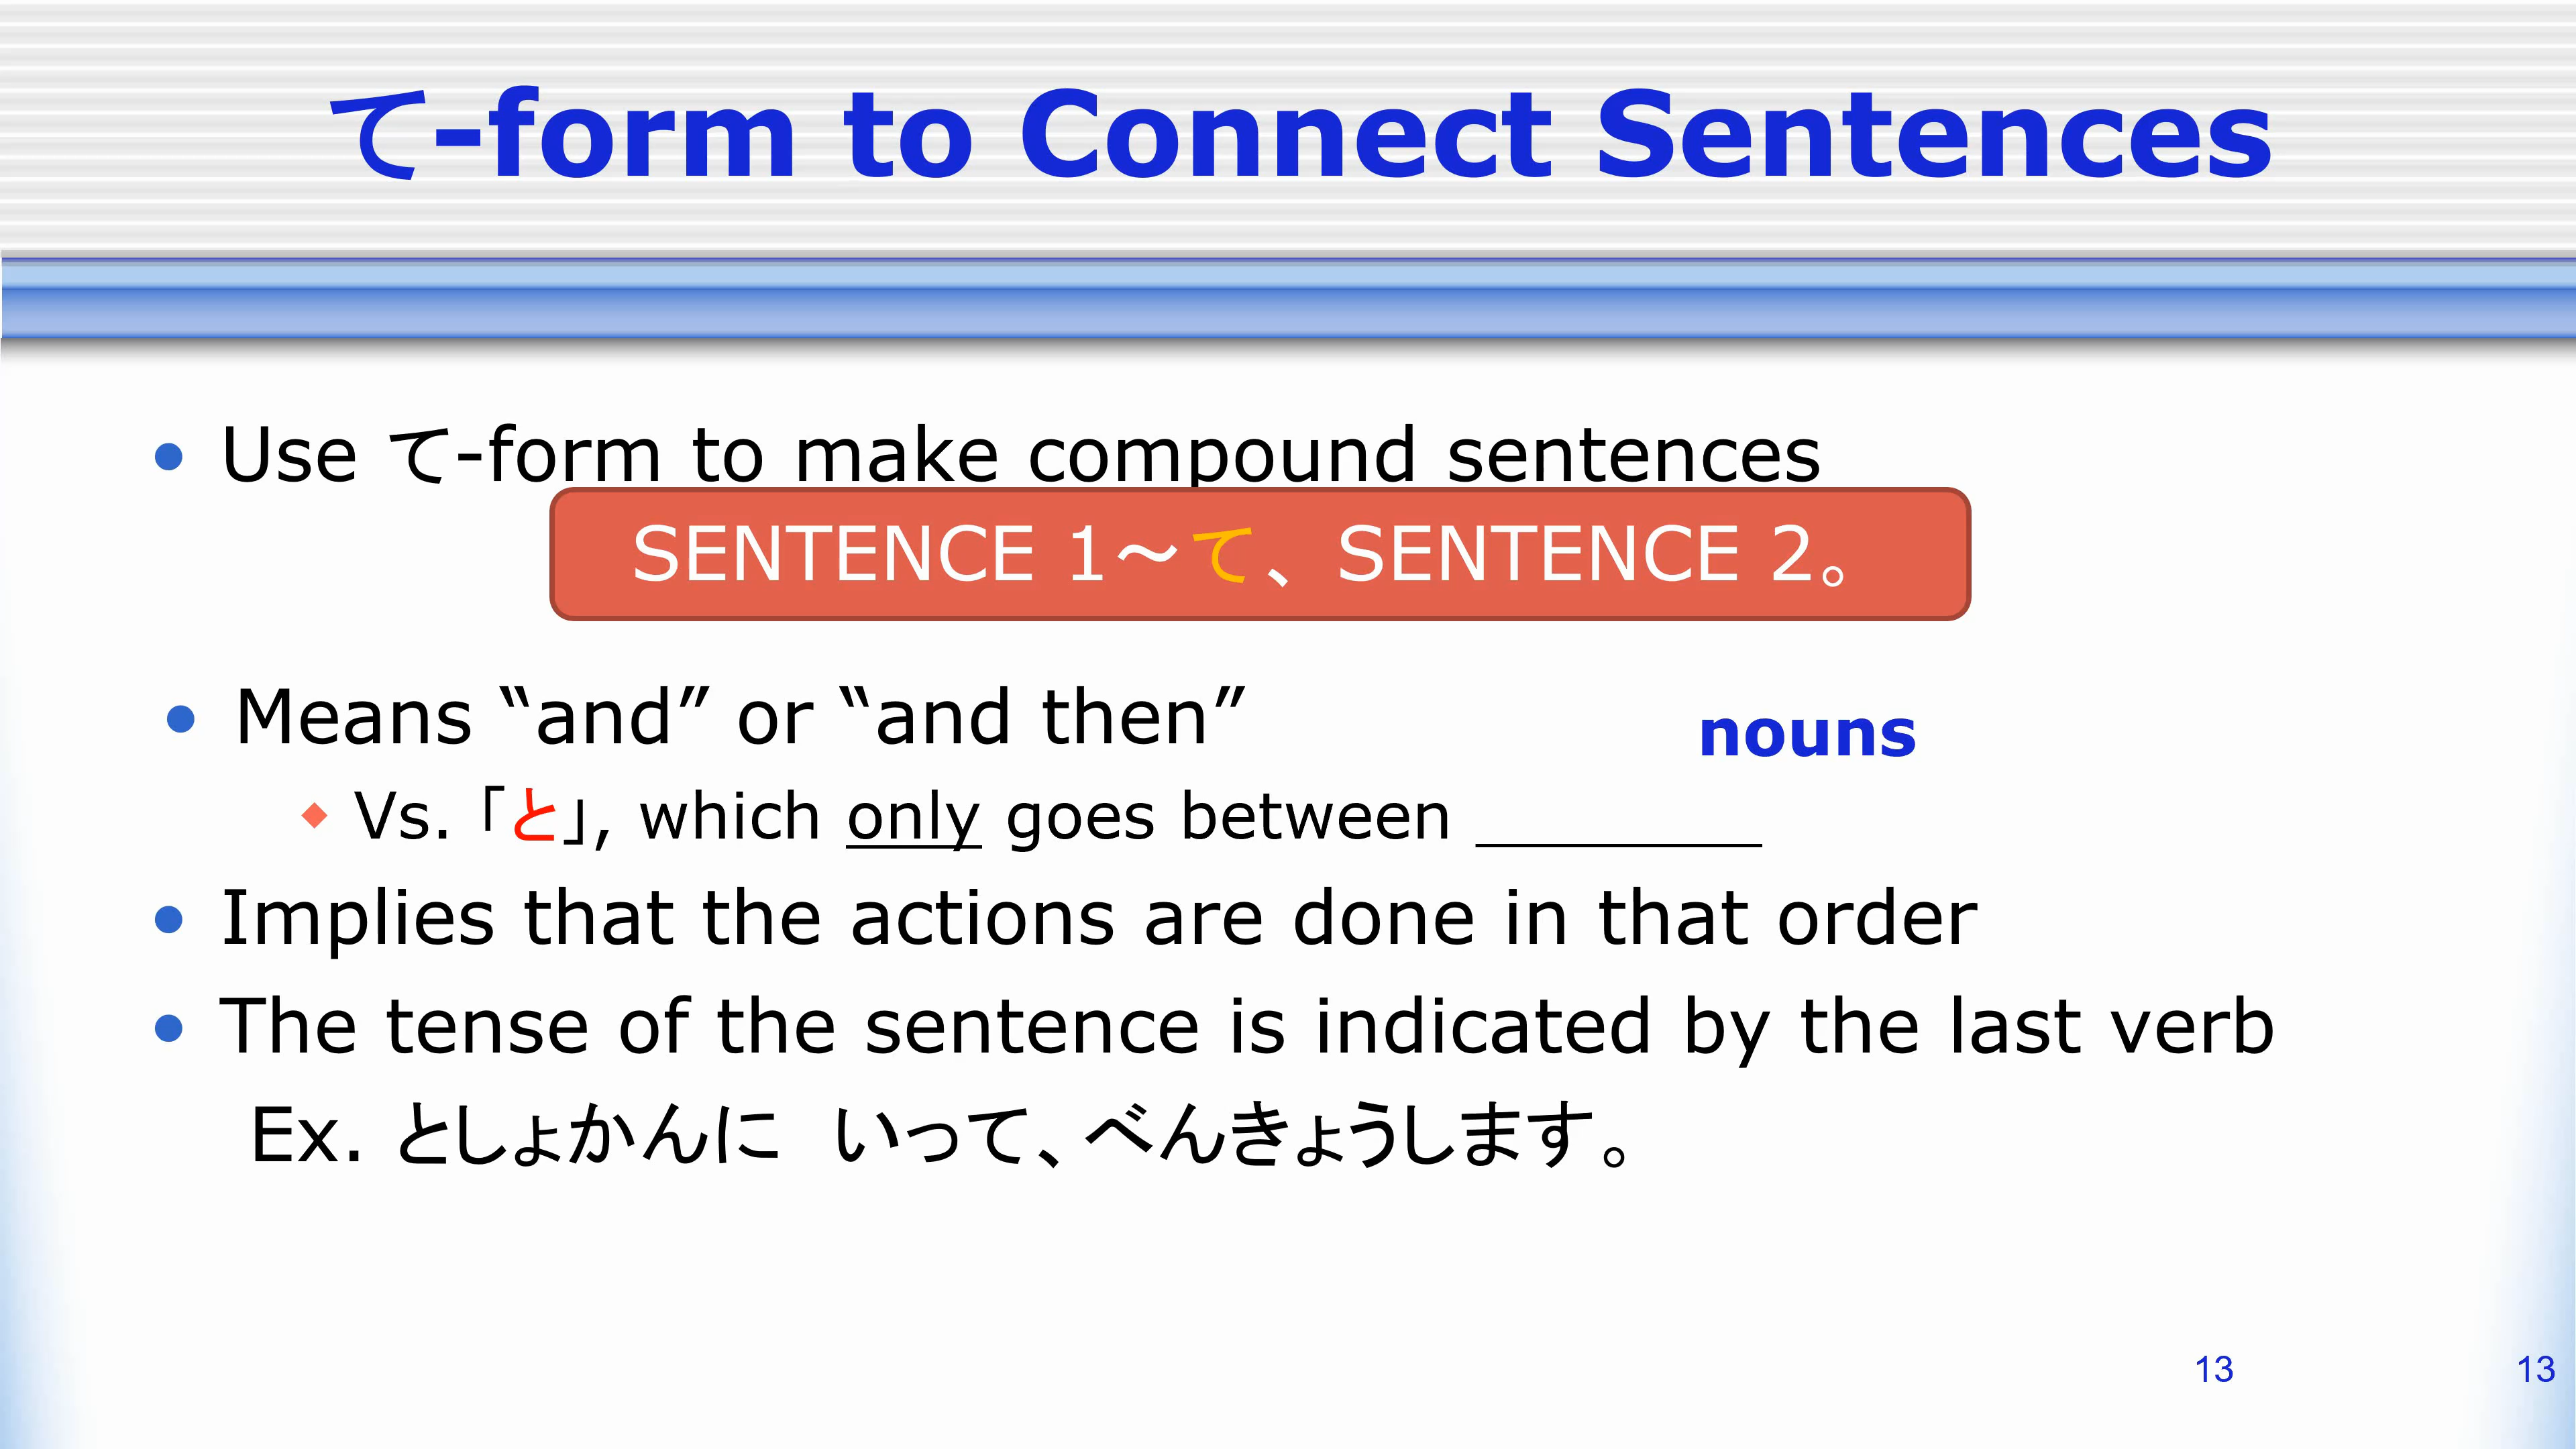 て-form to Connect Sentences
Use て-form to make compound sentences
SENTENCE 1～て、 SENTENCE 2。
Means “and” or “and then”
nouns
Vs.「と」, which only goes between ________
Implies that the actions are done in that order
The tense of the sentence is indicated by the last verb
Ex. としょかんに　いって、べんきょうします。
13 13